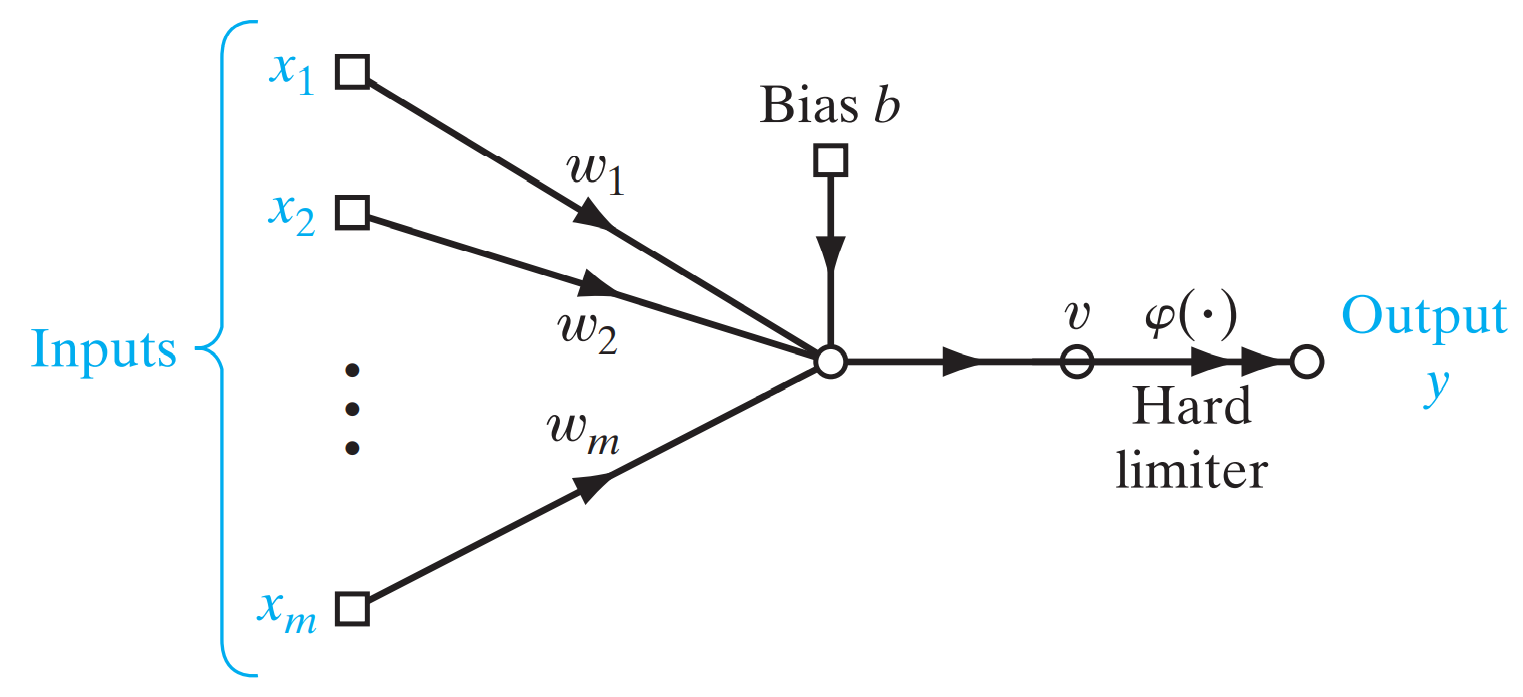 Inputs
x₁
x₂
xₘ
w₁
w₂
wₘ
Bias b
v
φ(·)
Hard
limiter
Output
y